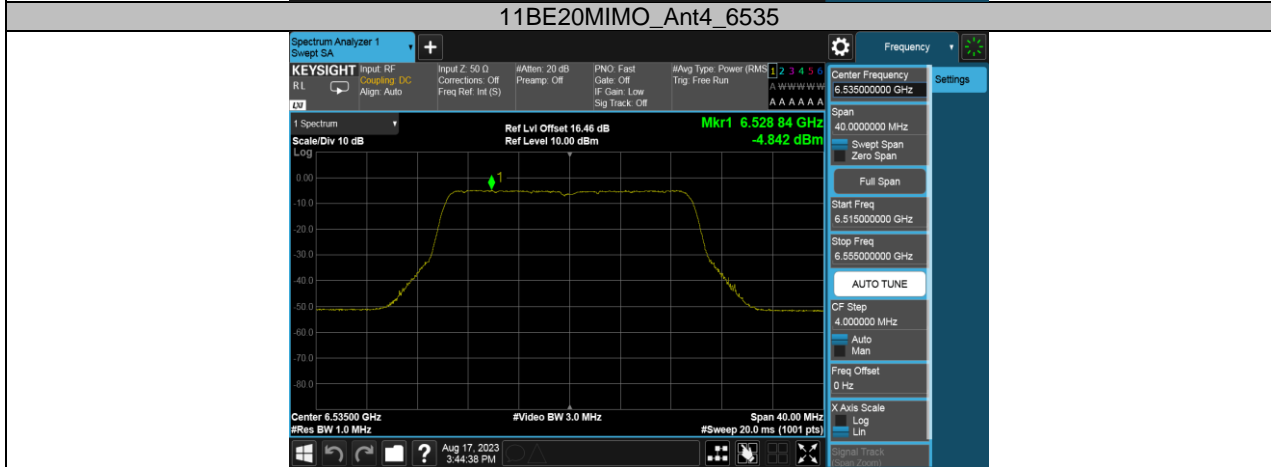 11BE20MIMO_Ant4_6535
Spectrum Analyzer 1
Swept SA
Frequency
KEYSIGHT
RL
LXI
Input: RF
Coupling: DC
Align: Auto
Input Z: 50 Ω
Corrections: Off
Freq Ref: Int (S)
#Atten: 20 dB
Preamp: Off
PNO: Fast
Gate: Off
IF Gain: Low
Sig Track: Off
#Avg Type: Power (RMS
Trig: Free Run
1 2 3 4 5 6
A W W W W W
A A A A A A
1 Spectrum
Scale/Div 10 dB
Log
Ref Lvl Offset 16.46 dB
Ref Level 10.00 dBm
Mkr1 6.528 84 GHz
-4.842 dBm
1
0.00
-10.0
-20.0
-30.0
-40.0
-50.0
-60.0
-70.0
-80.0
Center 6.53500 GHz
#Res BW 1.0 MHz
#Video BW 3.0 MHz
Span 40.00 MHz
#Sweep 20.0 ms (1001 pts)
?
Aug 17, 2023
3:44:38 PM
Center Frequency
6.535000000 GHz
Settings
Span
40.0000000 MHz
Swept Span
Zero Span
Full Span
Start Freq
6.515000000 GHz
Stop Freq
6.555000000 GHz
AUTO TUNE
CF Step
4.000000 MHz
Auto
Man
Freq Offset
0 Hz
X Axis Scale
Log
Lin
Signal Track
(Span Zoom)